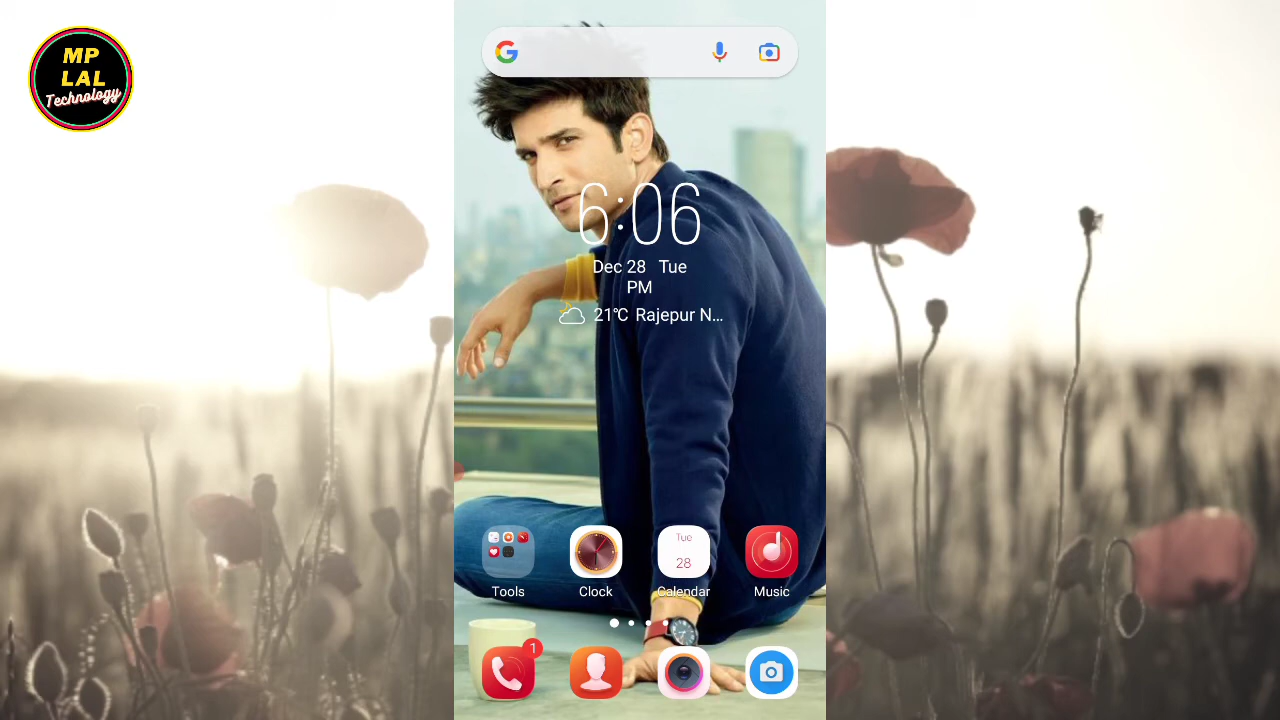 MP
LAL
Technology
6:06
Dec 28 Tue
PM
21℃ Rajepur N...
Tue
28
Tools
Clock
Calendar
Music
1